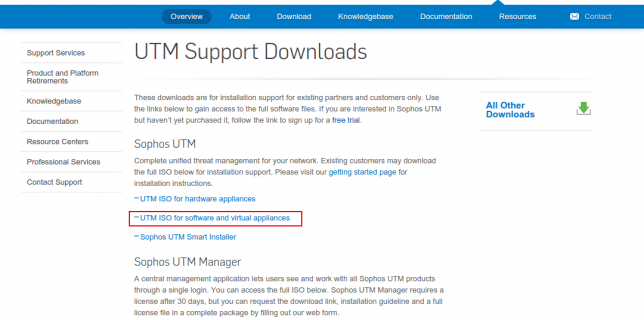 Overview About Download Knowledgebase Documentation Resources Contact
Support Services
Product and Platform
Retirements
Knowledgebase
Documentation
Resource Centers
Professional Services
Contact Support
UTM Support Downloads
These downloads are for installation support for existing partners and customers only. Use
the links below to gain access to the full software files. If you are interested in Sophos UTM
but haven't yet purchased it, follow the link to sign up for a free trial.
Sophos UTM
Complete unified threat management for your network. Existing customers may download
the full ISO below for installation support. Please visit our getting started page for
installation instructions.
UTM ISO for hardware appliances
UTM ISO for software and virtual appliances
Sophos UTM Smart Installer
Sophos UTM Manager
A central management application lets users see and work with all Sophos UTM products
through a single login. You can access the full ISO below. Sophos UTM Manager requires a
license after 30 days, but you can request the download link, installation guideline and a full
license file in a complete package by filling out our web form.
All Other
Downloads